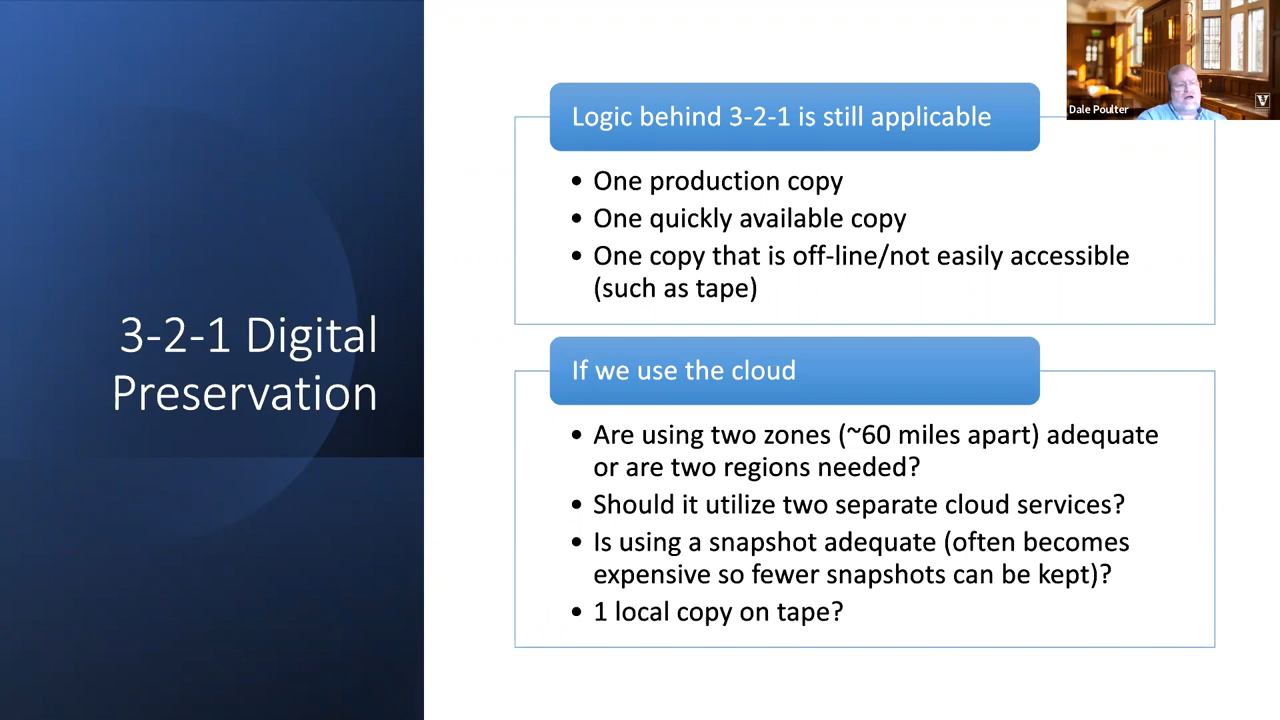 3-2-1 Digital
Preservation
Logic behind 3-2-1 is still applicable
• One production copy
• One quickly available copy
• One copy that is off-line/not easily accessible
(such as tape)
If we use the cloud
• Are using two zones (~60 miles apart) adequate
or are two regions needed?
• Should it utilize two separate cloud services?
• Is using a snapshot adequate (often becomes
expensive so fewer snapshots can be kept)?
• 1 local copy on tape?
Dale Poulter
V